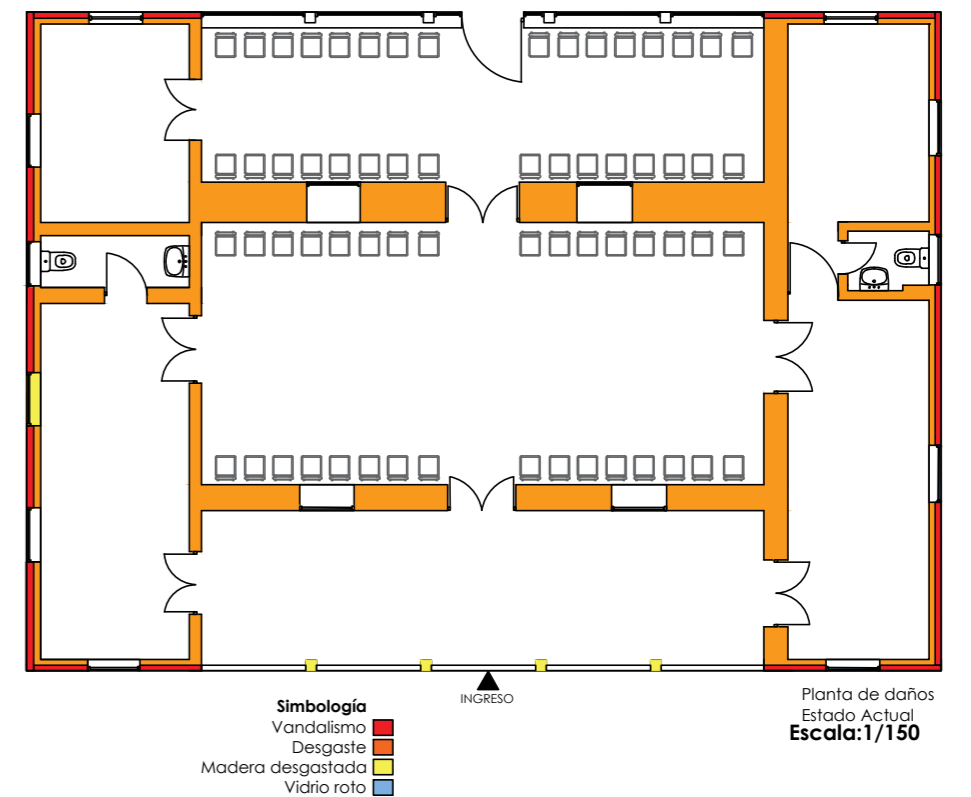 INGRESO
Simbología
Vandalismo
Desgaste
Madera desgastada
Vidrio roto
Planta de daños
Estado Actual
Escala:1/150